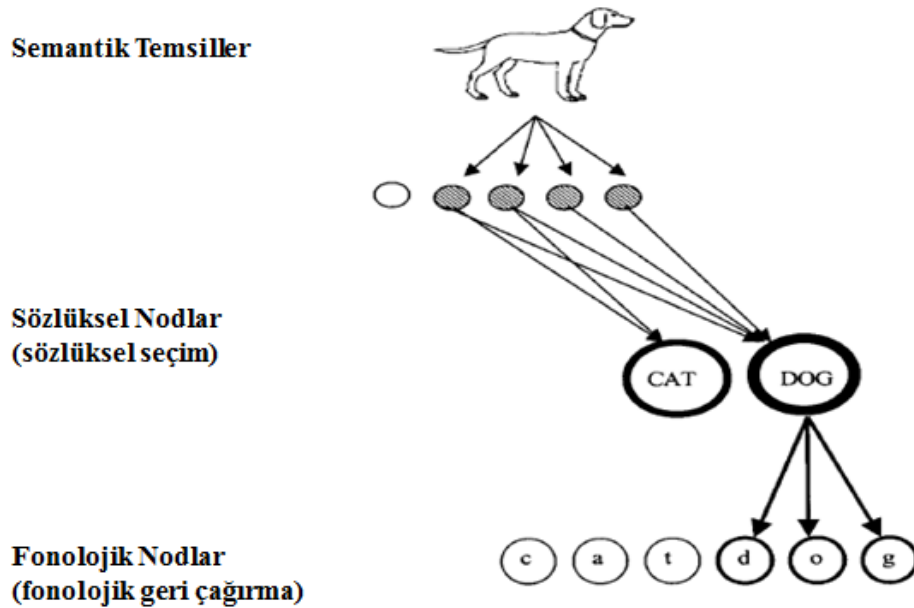 Semantik Temsiller
Sözlüksel Nodlar
(sözlüksel seçim)
CAT DOG
Fonolojik Nodlar
(fonolojik geri çağırma)
c a t d o g